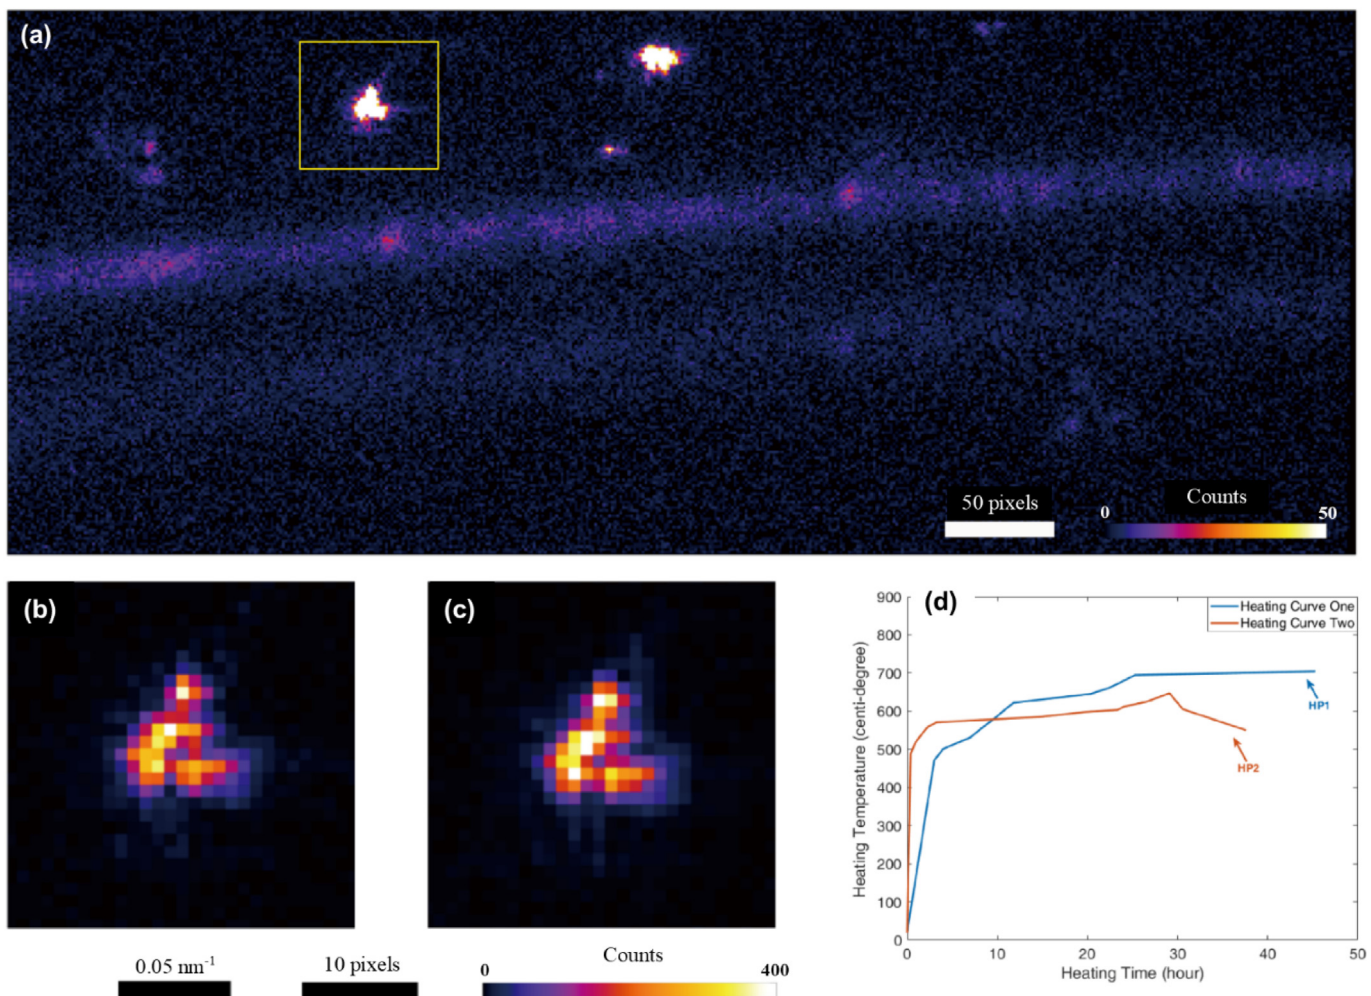 (a)
50 pixels
Counts
0 50
(b)
(c)
0.05 nm-1
10 pixels
Counts
0 400
(d)
Heating Curve One
Heating Curve Two
Heating Temperature (centi-degree)
900
800
700
600
500
400
300
200
100
0
HP1
HP2
0 10 20 30 40 50
Heating Time (hour)